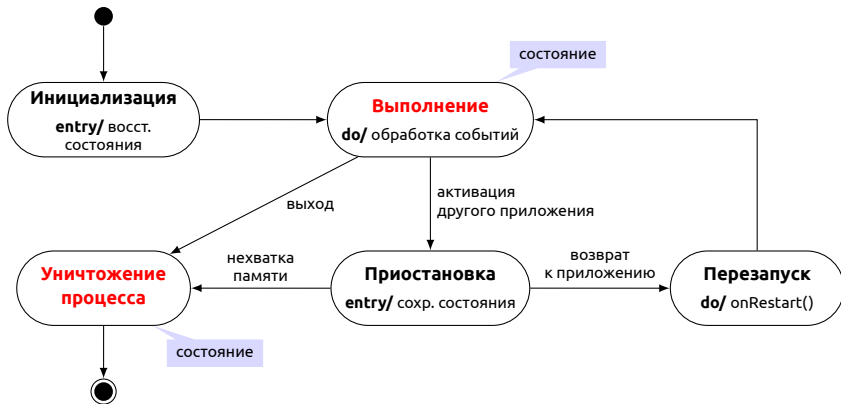 состояние
Инициализация
entry/ восст.
состояния
Выполнение
do/ обработка событий
выход
активация
другого приложения
Уничтожение
процесса
нехватка
памяти
Приостановка
entry/ сохр. состояния
возврат
к приложению
Перезапуск
do/ onRestart()
состояние